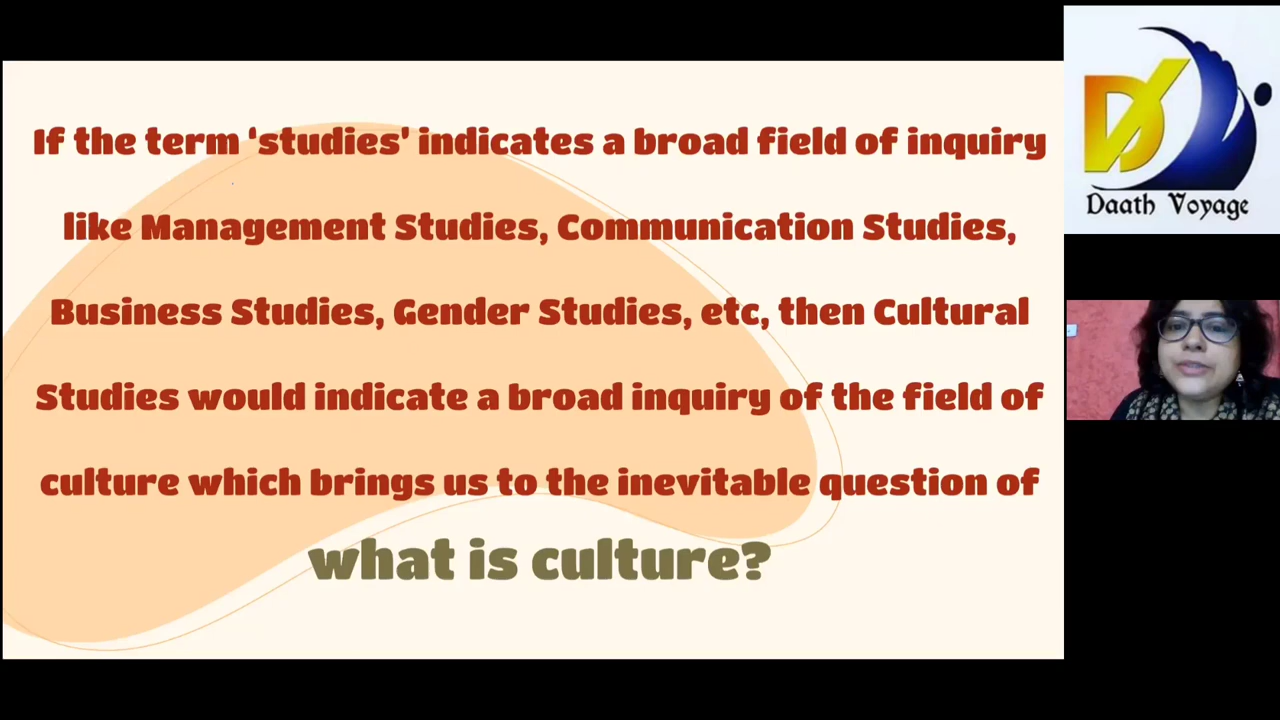 If the term ‘studies' indicates a broad field of inquiry
like Management Studies, Communication Studies,
Business Studies, Gender Studies, etc, then Cultural
Studies would indicate a broad inquiry of the field of
culture which brings us to the inevitable question of
what is culture?
DV
Daath Voyage